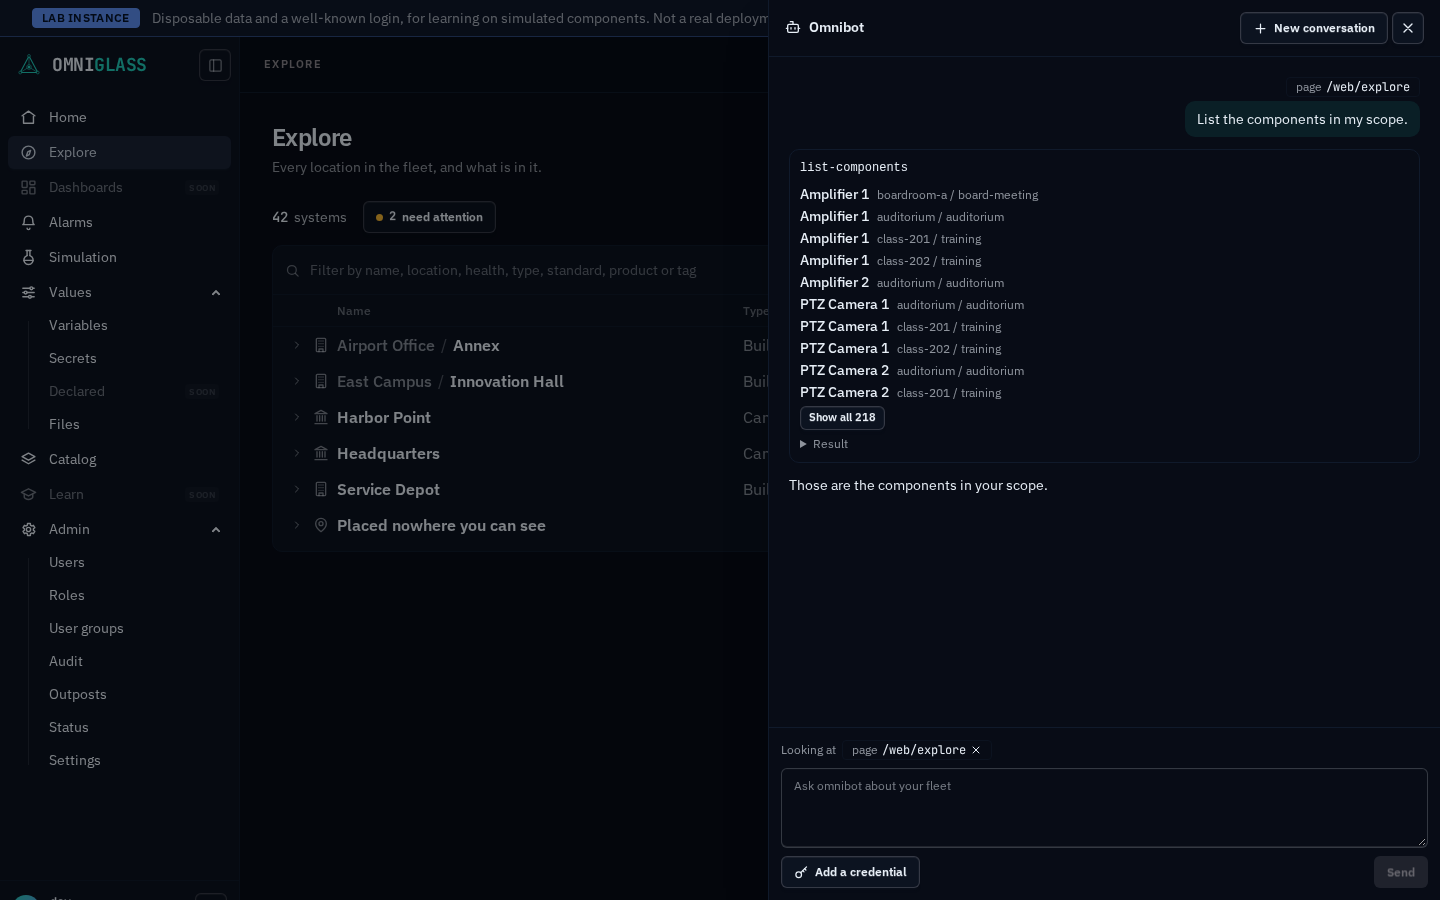 LAB INSTANCE Disposable data and a well-known login, for learning on simulated components. Not a real deploym
OMNIGLASS
Home
Explore
Dashboards SOON
Alarms
Simulation
Values
Variables
Secrets
Declared SOON
Files
Catalog
Learn SOON
Admin
Users
Roles
User groups
Audit
Outposts
Status
Settings
EXPLORE
Explore
Every location in the fleet, and what is in it.
42 systems 2 need attention
Filter by name, location, health, type, standard, product or tag
Name Type
Airport Office / Annex Buil
East Campus / Innovation Hall Buil
Harbor Point Cam
Headquarters Cam
Service Depot Buil
Placed nowhere you can see
Omnibot
New conversation
page /web/explore
List the components in my scope.
list-components
Amplifier 1 boardroom-a / board-meeting
Amplifier 1 auditorium / auditorium
Amplifier 1 class-201 / training
Amplifier 1 class-202 / training
Amplifier 2 auditorium / auditorium
PTZ Camera 1 auditorium / auditorium
PTZ Camera 1 class-201 / training
PTZ Camera 1 class-202 / training
PTZ Camera 2 auditorium / auditorium
PTZ Camera 2 class-201 / training
Show all 218
Result
Those are the components in your scope.
Looking at page /web/explore
Ask omnibot about your fleet
Add a credential
Send